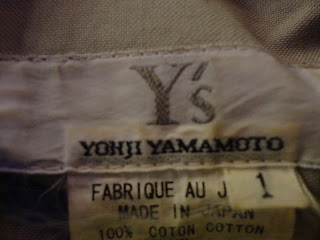 Y's
YOHJI YAMAMOTO
FABRIQUE AU J 1
MADE IN JAPAN
100% COTON COTTON